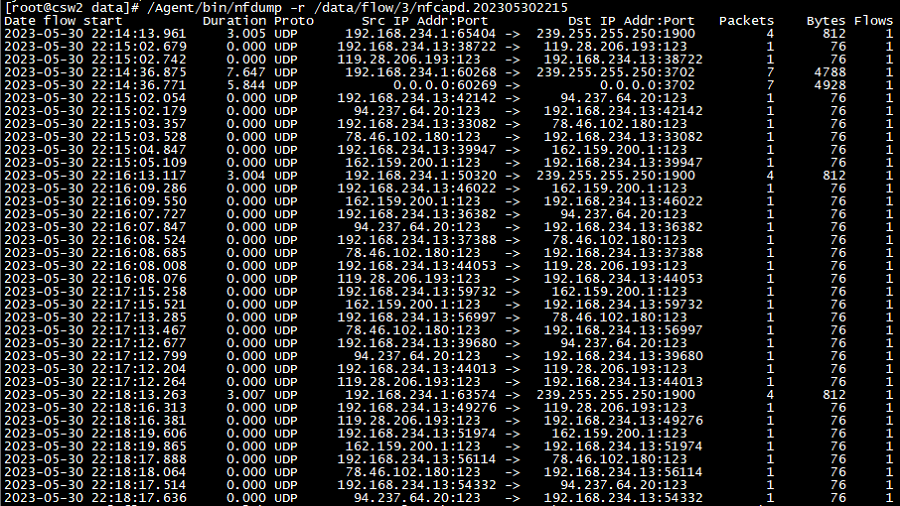 [root@csw2 data]# /Agent/bin/nfdump -r /data/flow/3/nfcapd.202305302215
Date flow start Duration Proto Src IP Addr:Port Dst IP Addr:Port Packets Bytes Flows
2023-05-30 22:14:13.961 3.005 UDP 192.168.234.1:65404 -> 239.255.255.250:1900 4 812 1
2023-05-30 22:15:02.679 0.000 UDP 192.168.234.13:38722 -> 119.28.206.193:123 1 76 1
2023-05-30 22:15:02.742 0.000 UDP 119.28.206.193:123 -> 192.168.234.13:38722 1 76 1
2023-05-30 22:14:36.875 7.647 UDP 192.168.234.1:60268 -> 239.255.255.250:3702 7 4788 1
2023-05-30 22:14:36.771 5.844 UDP 0.0.0.0:60269 -> 0.0.0.0:3702 7 4928 1
2023-05-30 22:15:02.054 0.000 UDP 192.168.234.13:42142 -> 94.237.64.20:123 1 76 1
2023-05-30 22:15:02.179 0.000 UDP 94.237.64.20:123 -> 192.168.234.13:42142 1 76 1
2023-05-30 22:15:03.357 0.000 UDP 192.168.234.13:33082 -> 78.46.102.180:123 1 76 1
2023-05-30 22:15:03.528 0.000 UDP 78.46.102.180:123 -> 192.168.234.13:33082 1 76 1
2023-05-30 22:15:04.847 0.000 UDP 192.168.234.13:39947 -> 162.159.200.1:123 1 76 1
2023-05-30 22:15:05.109 0.000 UDP 162.159.200.1:123 -> 192.168.234.13:39947 1 76 1
2023-05-30 22:16:13.117 3.004 UDP 192.168.234.1:50320 -> 239.255.255.250:1900 4 812 1
2023-05-30 22:16:09.286 0.000 UDP 192.168.234.13:46022 -> 162.159.200.1:123 1 76 1
2023-05-30 22:16:09.550 0.000 UDP 162.159.200.1:123 -> 192.168.234.13:46022 1 76 1
2023-05-30 22:16:07.727 0.000 UDP 192.168.234.13:36382 -> 94.237.64.20:123 1 76 1
2023-05-30 22:16:07.847 0.000 UDP 94.237.64.20:123 -> 192.168.234.13:36382 1 76 1
2023-05-30 22:16:08.524 0.000 UDP 192.168.234.13:37388 -> 78.46.102.180:123 1 76 1
2023-05-30 22:16:08.685 0.000 UDP 78.46.102.180:123 -> 192.168.234.13:37388 1 76 1
2023-05-30 22:16:08.008 0.000 UDP 192.168.234.13:44053 -> 119.28.206.193:123 1 76 1
2023-05-30 22:16:08.076 0.000 UDP 119.28.206.193:123 -> 192.168.234.13:44053 1 76 1
2023-05-30 22:17:15.258 0.000 UDP 192.168.234.13:59732 -> 162.159.200.1:123 1 76 1
2023-05-30 22:17:15.521 0.000 UDP 162.159.200.1:123 -> 192.168.234.13:59732 1 76 1
2023-05-30 22:17:13.285 0.000 UDP 192.168.234.13:56997 -> 78.46.102.180:123 1 76 1
2023-05-30 22:17:13.467 0.000 UDP 78.46.102.180:123 -> 192.168.234.13:56997 1 76 1
2023-05-30 22:17:12.677 0.000 UDP 192.168.234.13:39680 -> 94.237.64.20:123 1 76 1
2023-05-30 22:17:12.799 0.000 UDP 94.237.64.20:123 -> 192.168.234.13:39680 1 76 1
2023-05-30 22:17:12.204 0.000 UDP 192.168.234.13:44013 -> 119.28.206.193:123 1 76 1
2023-05-30 22:17:12.264 0.000 UDP 119.28.206.193:123 -> 192.168.234.13:44013 1 76 1
2023-05-30 22:18:13.263 3.007 UDP 192.168.234.1:63574 -> 239.255.255.250:1900 4 812 1
2023-05-30 22:18:16.313 0.000 UDP 192.168.234.13:49276 -> 119.28.206.193:123 1 76 1
2023-05-30 22:18:16.381 0.000 UDP 119.28.206.193:123 -> 192.168.234.13:49276 1 76 1
2023-05-30 22:18:19.606 0.000 UDP 192.168.234.13:51974 -> 162.159.200.1:123 1 76 1
2023-05-30 22:18:19.865 0.000 UDP 162.159.200.1:123 -> 192.168.234.13:51974 1 76 1
2023-05-30 22:18:17.888 0.000 UDP 192.168.234.13:56114 -> 78.46.102.180:123 1 76 1
2023-05-30 22:18:18.064 0.000 UDP 78.46.102.180:123 -> 192.168.234.13:56114 1 76 1
2023-05-30 22:18:17.514 0.000 UDP 192.168.234.13:54332 -> 94.237.64.20:123 1 76 1
2023-05-30 22:18:17.636 0.000 UDP 94.237.64.20:123 -> 192.168.234.13:54332 1 76 1